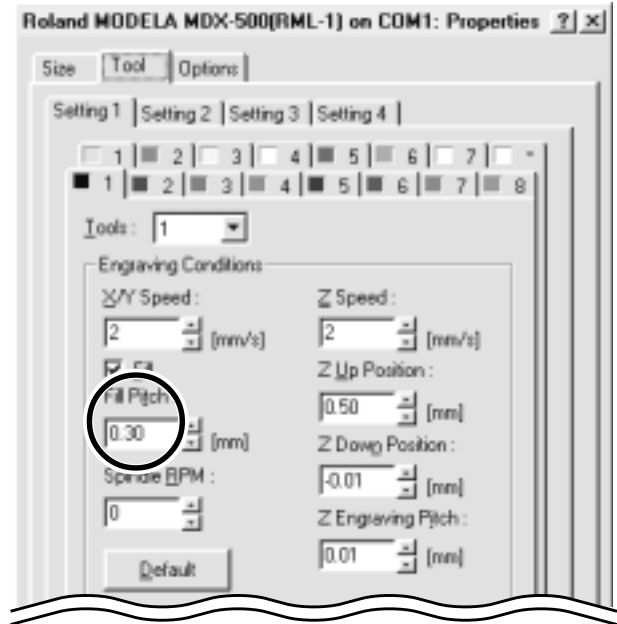 Roland MODELA MDX-500(RML-1) on COM1: Properties ? ×
Size Tool Options
Setting 1 Setting 2 Setting 3 Setting 4
1 2 3 4 5 6 7 -
1 2 3 4 5 6 7 8
Tools : 1
Engraving Conditions
X/Y Speed : Z Speed :
2 [mm/s] 2 [mm/s]
Fill Z Up Position :
Fill Pitch 0.50 [mm]
0.30 [mm] Z Down Position :
Spindle RPM : -0.01 [mm]
0 Z Engraving Pitch :
Default 0.01 [mm]